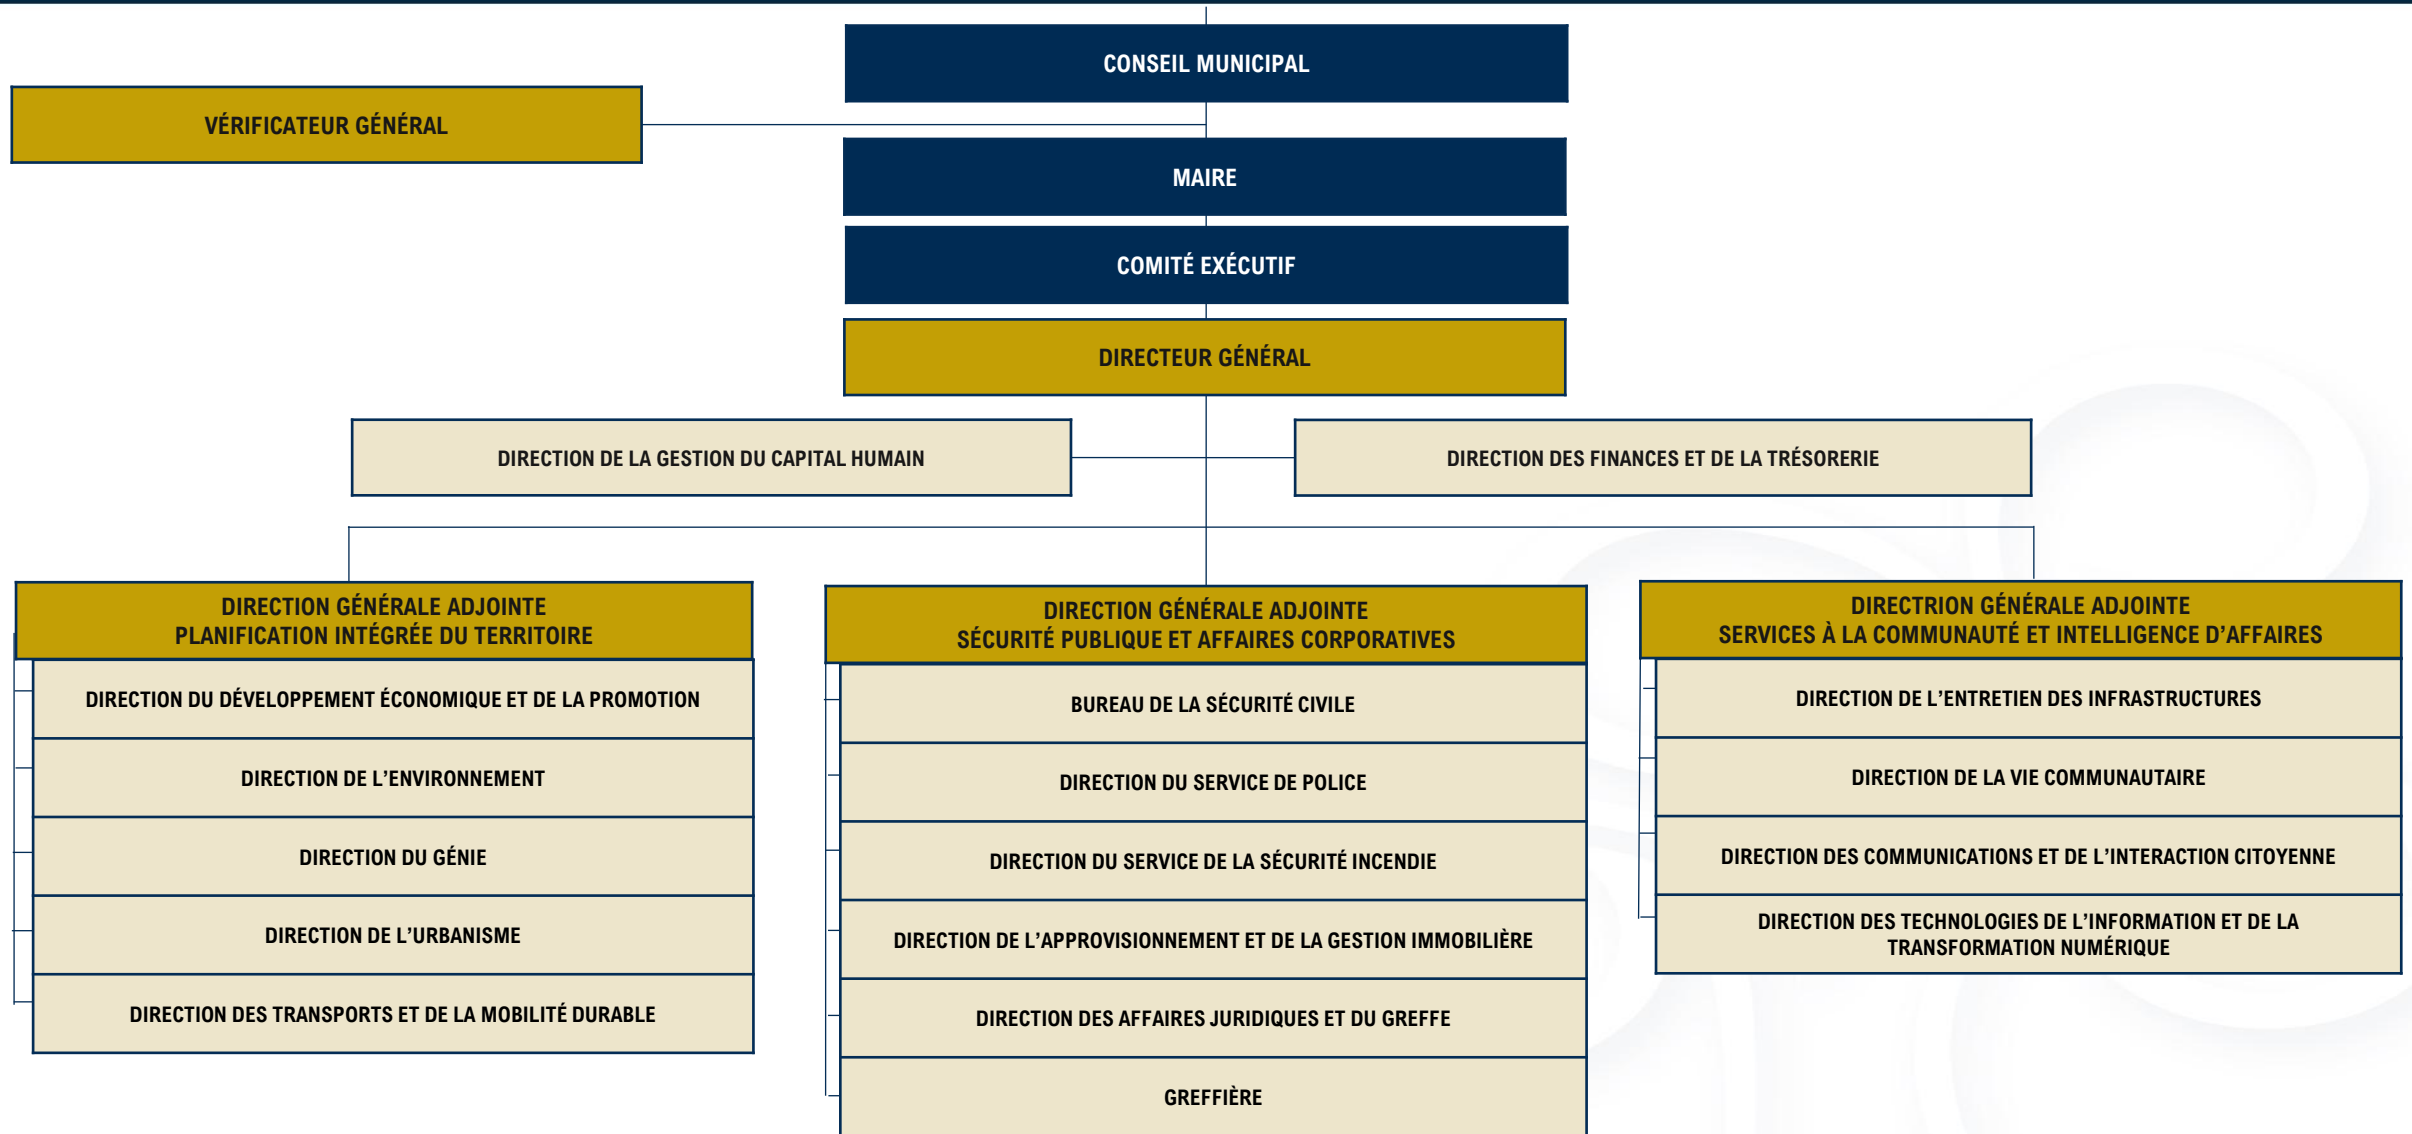 CONSEIL MUNICIPAL
VÉRIFICATEUR GÉNÉRAL
MAIRE
COMITÉ EXÉCUTIF
DIRECTEUR GÉNÉRAL
DIRECTION DE LA GESTION DU CAPITAL HUMAIN
DIRECTION DES FINANCES ET DE LA TRÉSORERIE
DIRECTION GÉNÉRALE ADJOINTE
PLANIFICATION INTÉGRÉE DU TERRITOIRE
DIRECTION DU DÉVELOPPEMENT ÉCONOMIQUE ET DE LA PROMOTION
DIRECTION DE L’ENVIRONNEMENT
DIRECTION DU GÉNIE
DIRECTION DE L’URBANISME
DIRECTION DES TRANSPORTS ET DE LA MOBILITÉ DURABLE
DIRECTION GÉNÉRALE ADJOINTE
SÉCURITÉ PUBLIQUE ET AFFAIRES CORPORATIVES
BUREAU DE LA SÉCURITÉ CIVILE
DIRECTION DU SERVICE DE POLICE
DIRECTION DU SERVICE DE LA SÉCURITÉ INCENDIE
DIRECTION DE L’APPROVISIONNEMENT ET DE LA GESTION IMMOBILIÈRE
DIRECTION DES AFFAIRES JURIDIQUES ET DU GREFFE
GREFFIÈRE
DIRECTRION GÉNÉRALE ADJOINTE
SERVICES À LA COMMUNAUTÉ ET INTELLIGENCE D’AFFAIRES
DIRECTION DE L’ENTRETIEN DES INFRASTRUCTURES
DIRECTION DE LA VIE COMMUNAUTAIRE
DIRECTION DES COMMUNICATIONS ET DE L’INTERACTION CITOYENNE
DIRECTION DES TECHNOLOGIES DE L’INFORMATION ET DE LA
TRANSFORMATION NUMÉRIQUE